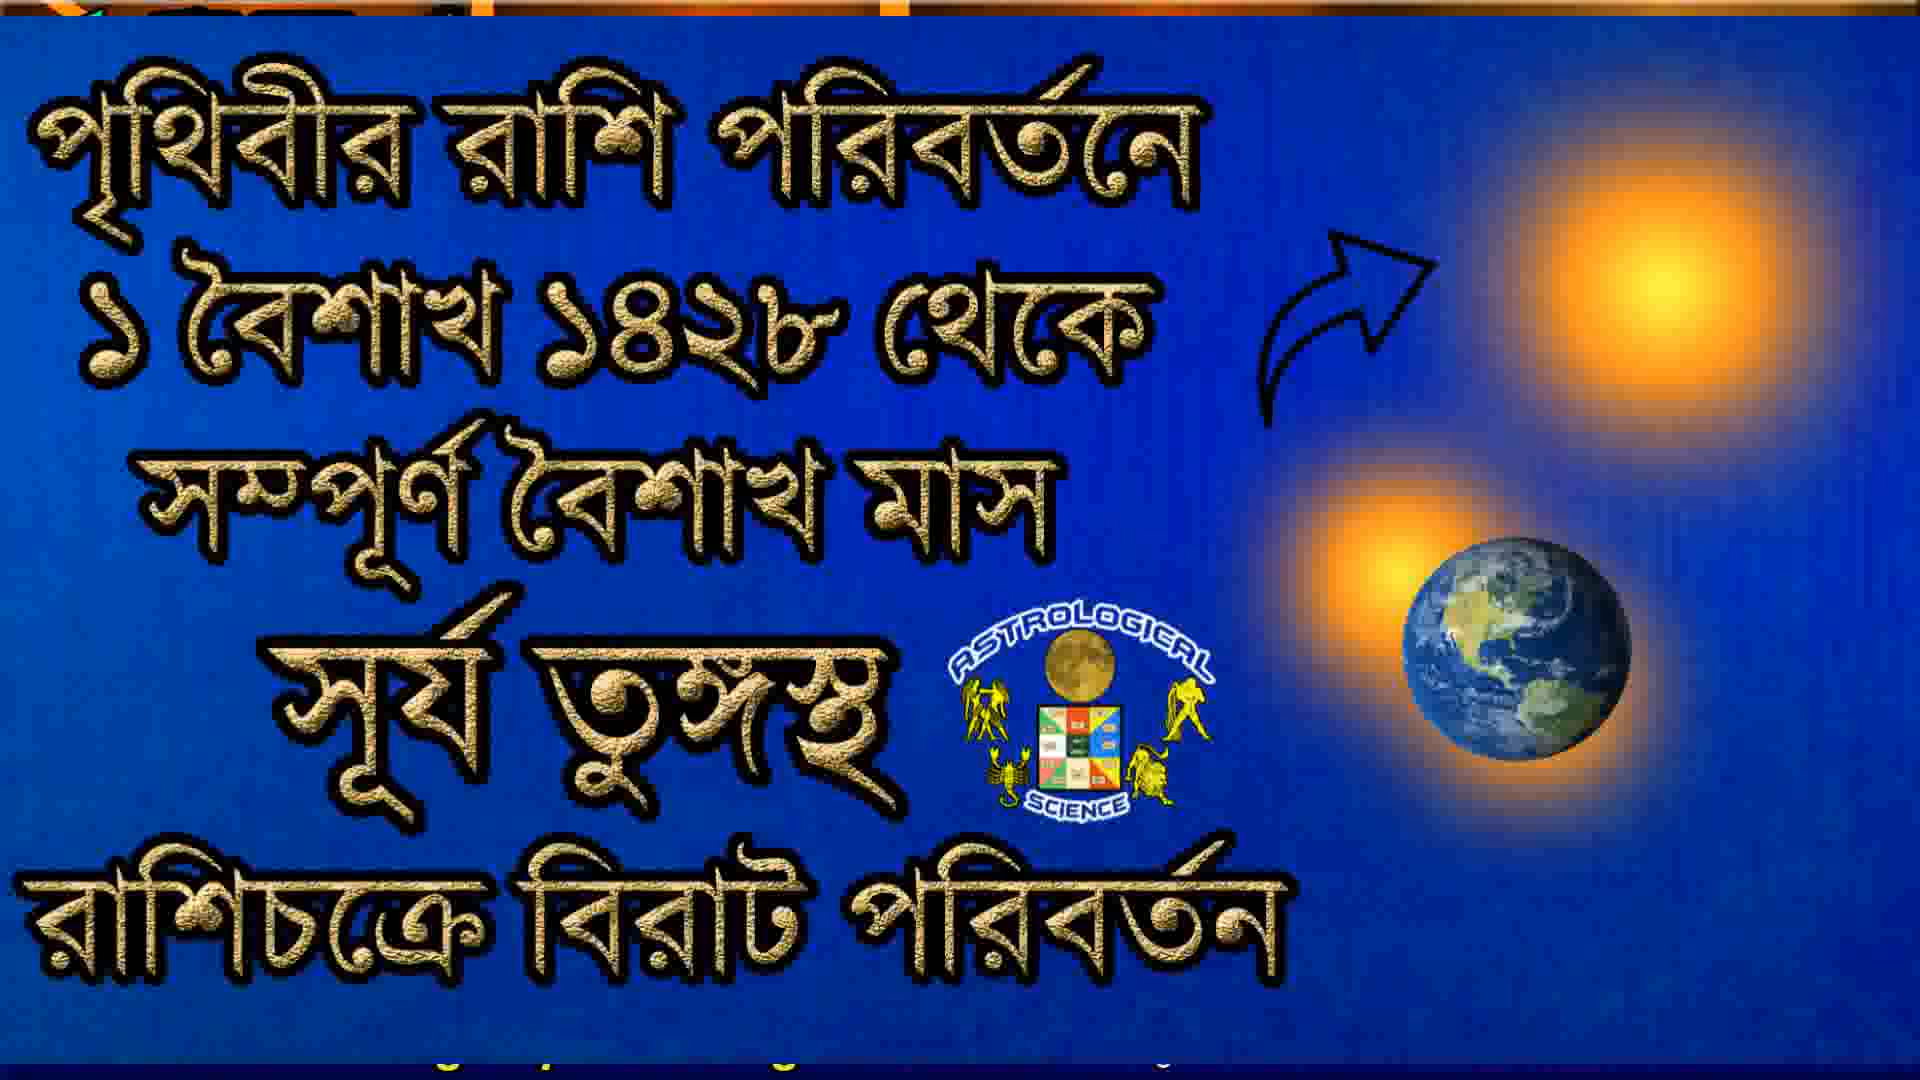 পৃথিবীর রাশি পরিবর্তনে
১ বৈশাখ ১৪২৮ থেকে
সম্পূর্ণ বৈশাখ মাস
সূর্য তুঙ্গস্থ
ASTROLOGICAL
SCIENCE
রাশিচক্রে বিরাট পরিবর্তন